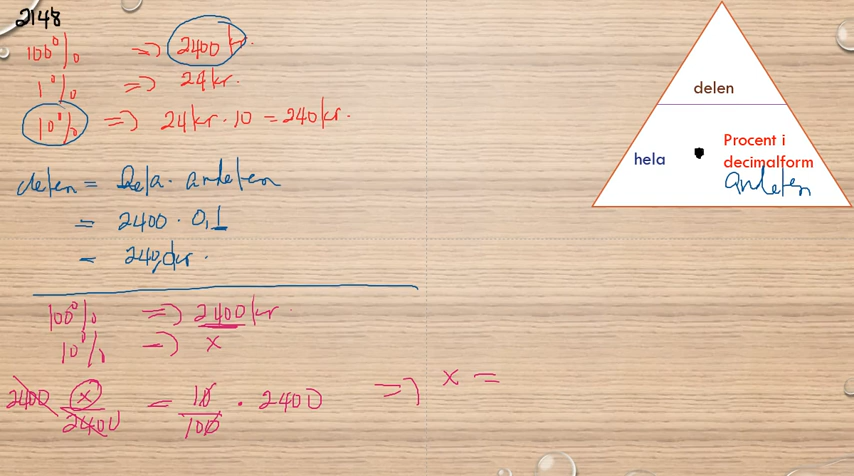 2148
100% => 2400 kr.
1% => 24 kr.
10% => 24 kr · 10 = 240 kr.
delen = Hela · andelen
= 2400 · 0,1
= 240,0 kr.
100% => 2400 kr
10% => x
2400 x/2400 = 10/100 · 2400 => x =
delen
hela · Procent i
decimalform
andelen